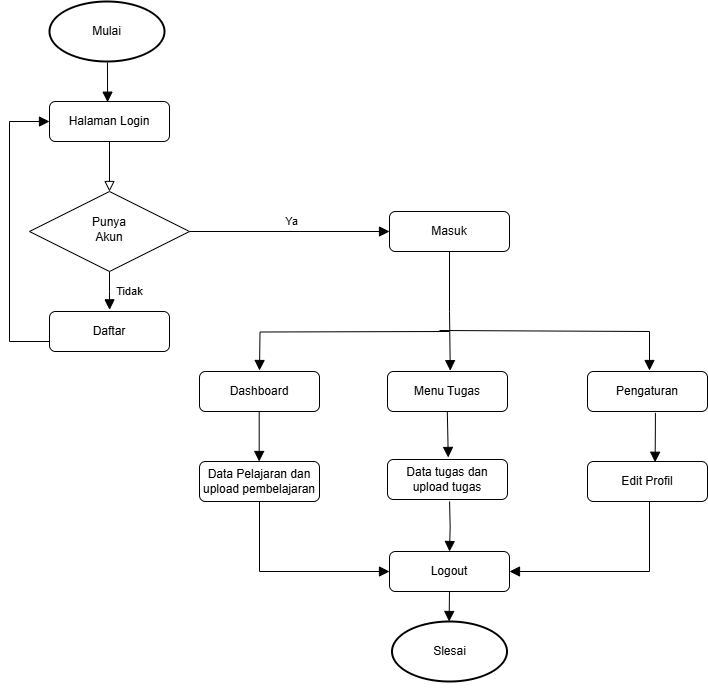 Mulai
Halaman Login
Punya
Akun
Ya
Masuk
Tidak
Daftar
Dashboard
Menu Tugas
Pengaturan
Data Pelajaran dan
upload pembelajaran
Data tugas dan
upload tugas
Edit Profil
Logout
Slesai